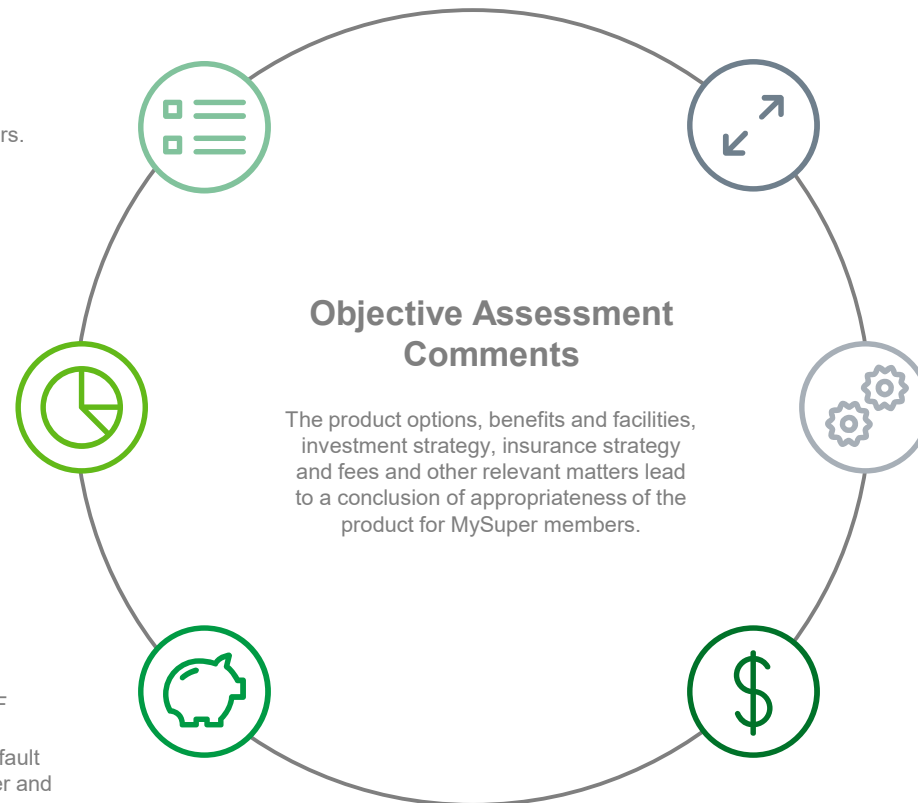 rs.
Objective Assessment
Comments
The product options, benefits and facilities,
investment strategy, insurance strategy
and fees and other relevant matters lead
to a conclusion of appropriateness of the
product for MySuper members.
F
fault
er and